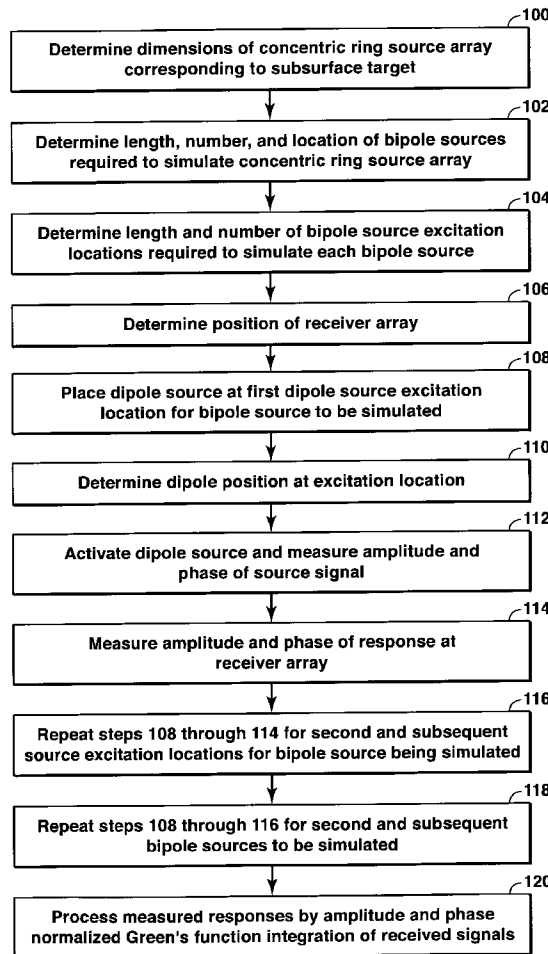 100
Determine dimensions of concentric ring source array
corresponding to subsurface target
102
Determine length, number, and location of bipole sources
required to simulate concentric ring source array
104
Determine length and number of bipole source excitation
locations required to simulate each bipole source
106
Determine position of receiver array
108
Place dipole source at first dipole source excitation
location for bipole source to be simulated
110
Determine dipole position at excitation location
112
Activate dipole source and measure amplitude and
phase of source signal
114
Measure amplitude and phase of response at
receiver array
116
Repeat steps 108 through 114 for second and subsequent
source excitation locations for bipole source being simulated
118
Repeat steps 108 through 116 for second and subsequent
bipole sources to be simulated
120
Process measured responses by amplitude and phase
normalized Green's function integration of received signals